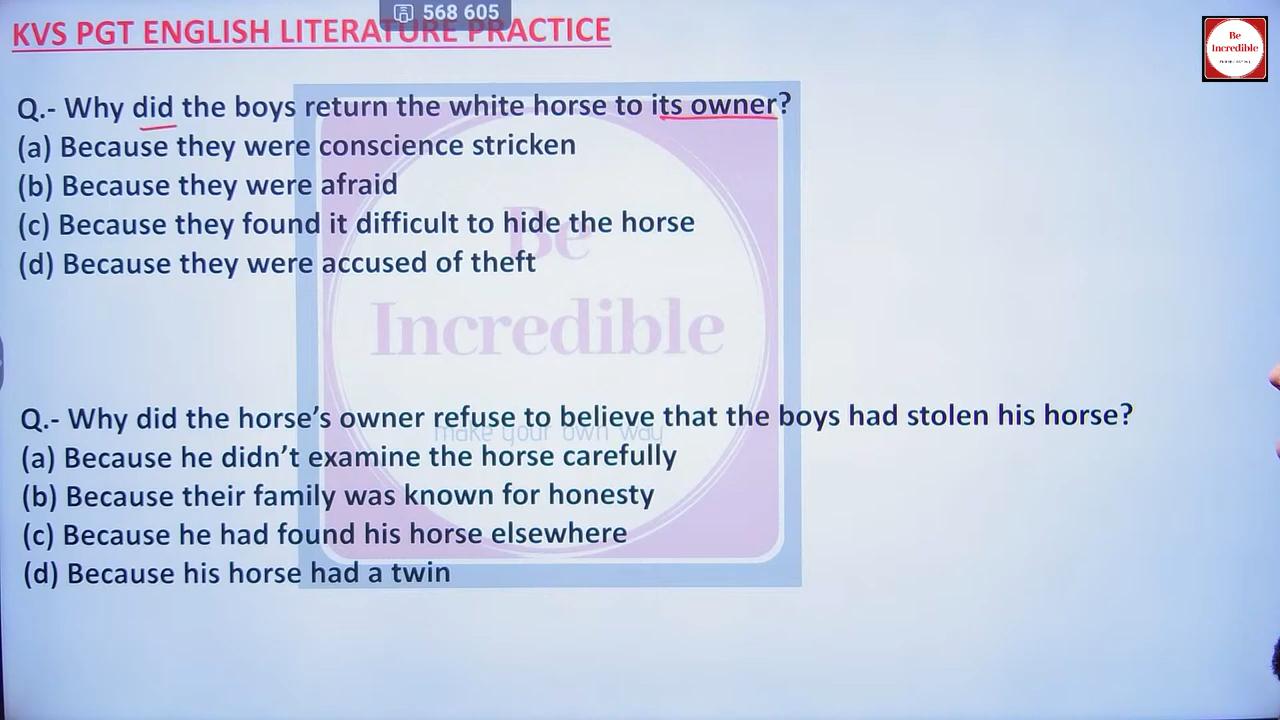 568 605
KVS PGT ENGLISH LITERATURE PRACTICE
Be
Incredible
Q.- Why did the boys return the white horse to its owner?
(a) Because they were conscience stricken
(b) Because they were afraid
(c) Because they found it difficult to hide the horse
(d) Because they were accused of theft
Be
Incredible
make your own way
Q.- Why did the horse's owner refuse to believe that the boys had stolen his horse?
(a) Because he didn't examine the horse carefully
(b) Because their family was known for honesty
(c) Because he had found his horse elsewhere
(d) Because his horse had a twin